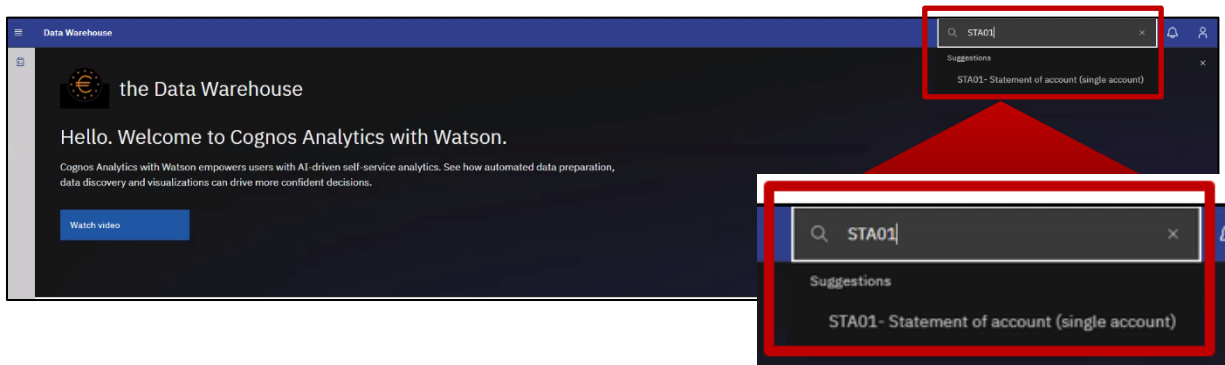 Data Warehouse
STA01
Suggestions
STA01- Statement of account (single account)
the Data Warehouse
Hello. Welcome to Cognos Analytics with Watson.
Cognos Analytics with Watson empowers users with AI-driven self-service analytics. See how automated data preparation,
data discovery and visualizations can drive more confident decisions.
Watch video
STA01
Suggestions
STA01- Statement of account (single account)